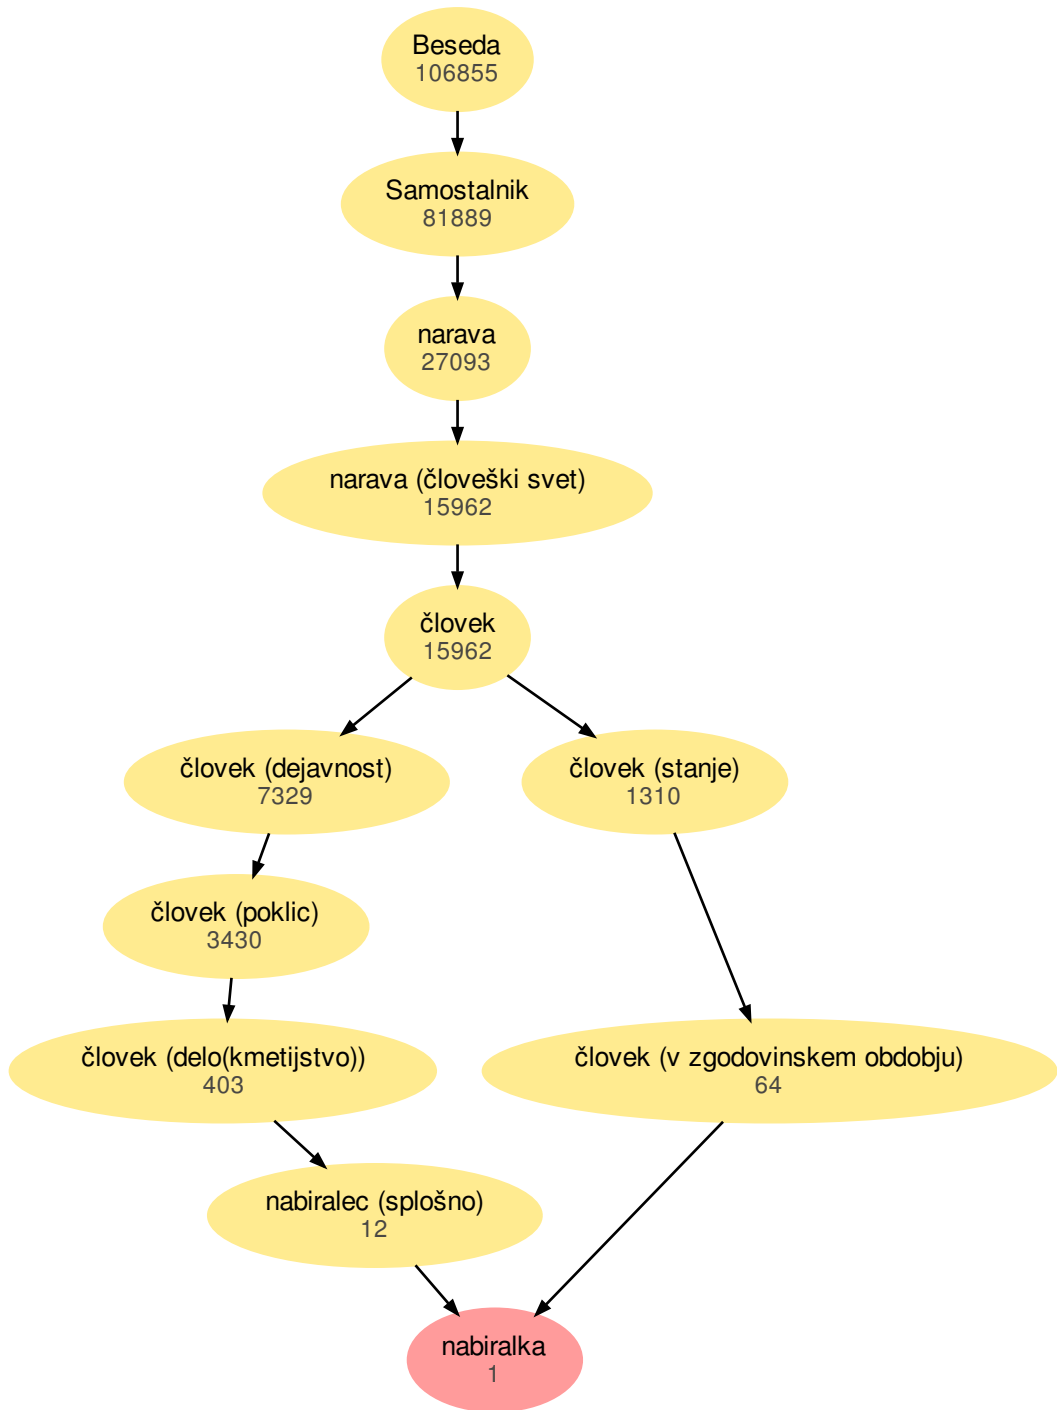 Beseda
106855
Samostalnik
81889
narava
27093
narava (človeški svet)
15962
človek
15962
človek (dejavnost)
7329
človek (stanje)
1310
človek (poklic)
3430
človek (delo(kmetijstvo))
403
človek (v zgodovinskem obdobju)
64
nabiralec (splošno)
12
nabiralka
1